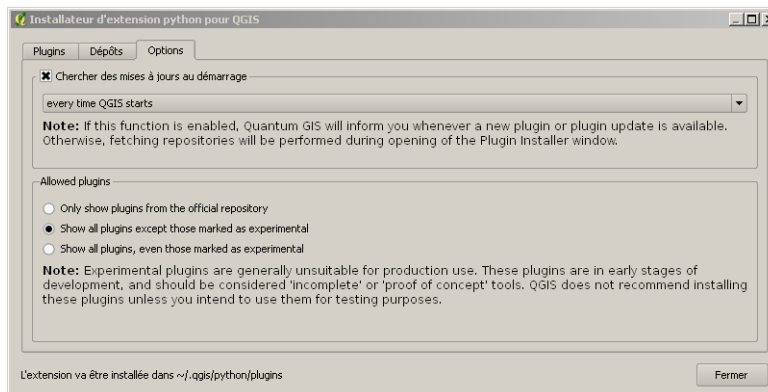 Installateur d'extension python pour QGIS
Plugins Dépôts Options
Chercher des mises à jours au démarrage
every time QGIS starts
Note: If this function is enabled, Quantum GIS will inform you whenever a new plugin or plugin update is available.
Otherwise, fetching repositories will be performed during opening of the Plugin Installer window.
Allowed plugins
Only show plugins from the official repository
Show all plugins except those marked as experimental
Show all plugins, even those marked as experimental
Note: Experimental plugins are generally unsuitable for production use. These plugins are in early stages of
development, and should be considered 'incomplete' or 'proof of concept' tools. QGIS does not recommend installing
these plugins unless you intend to use them for testing purposes.
L'extension va être installée dans ~/.qgis/python/plugins
Fermer